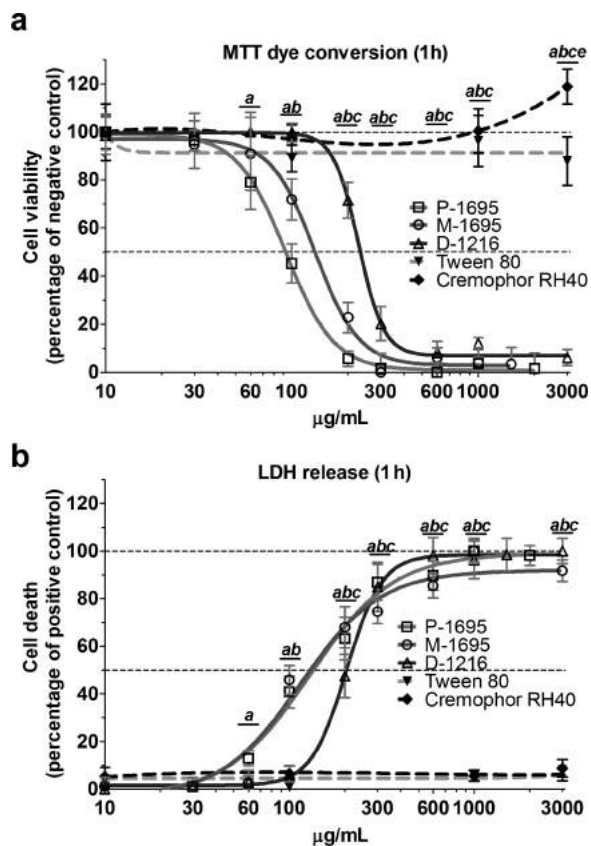 a
MTT dye conversion (1h)
abce
a
ab
abc
abc
abc
abc
120
100
80
60
40
20
0
Cell viability
(percentage of negative control)
P-1695
M-1695
D-1216
Tween 80
Cremophor RH40
10 30 60 100 300 600 1000 3000
μg/mL
b
LDH release (1h)
a
ab
abc
abc
abc
abc
abc
120
100
80
60
40
20
0
Cell death
(percentage of positive control)
P-1695
M-1695
D-1216
Tween 80
Cremophor RH40
10 30 60 100 300 600 1000 3000
μg/mL